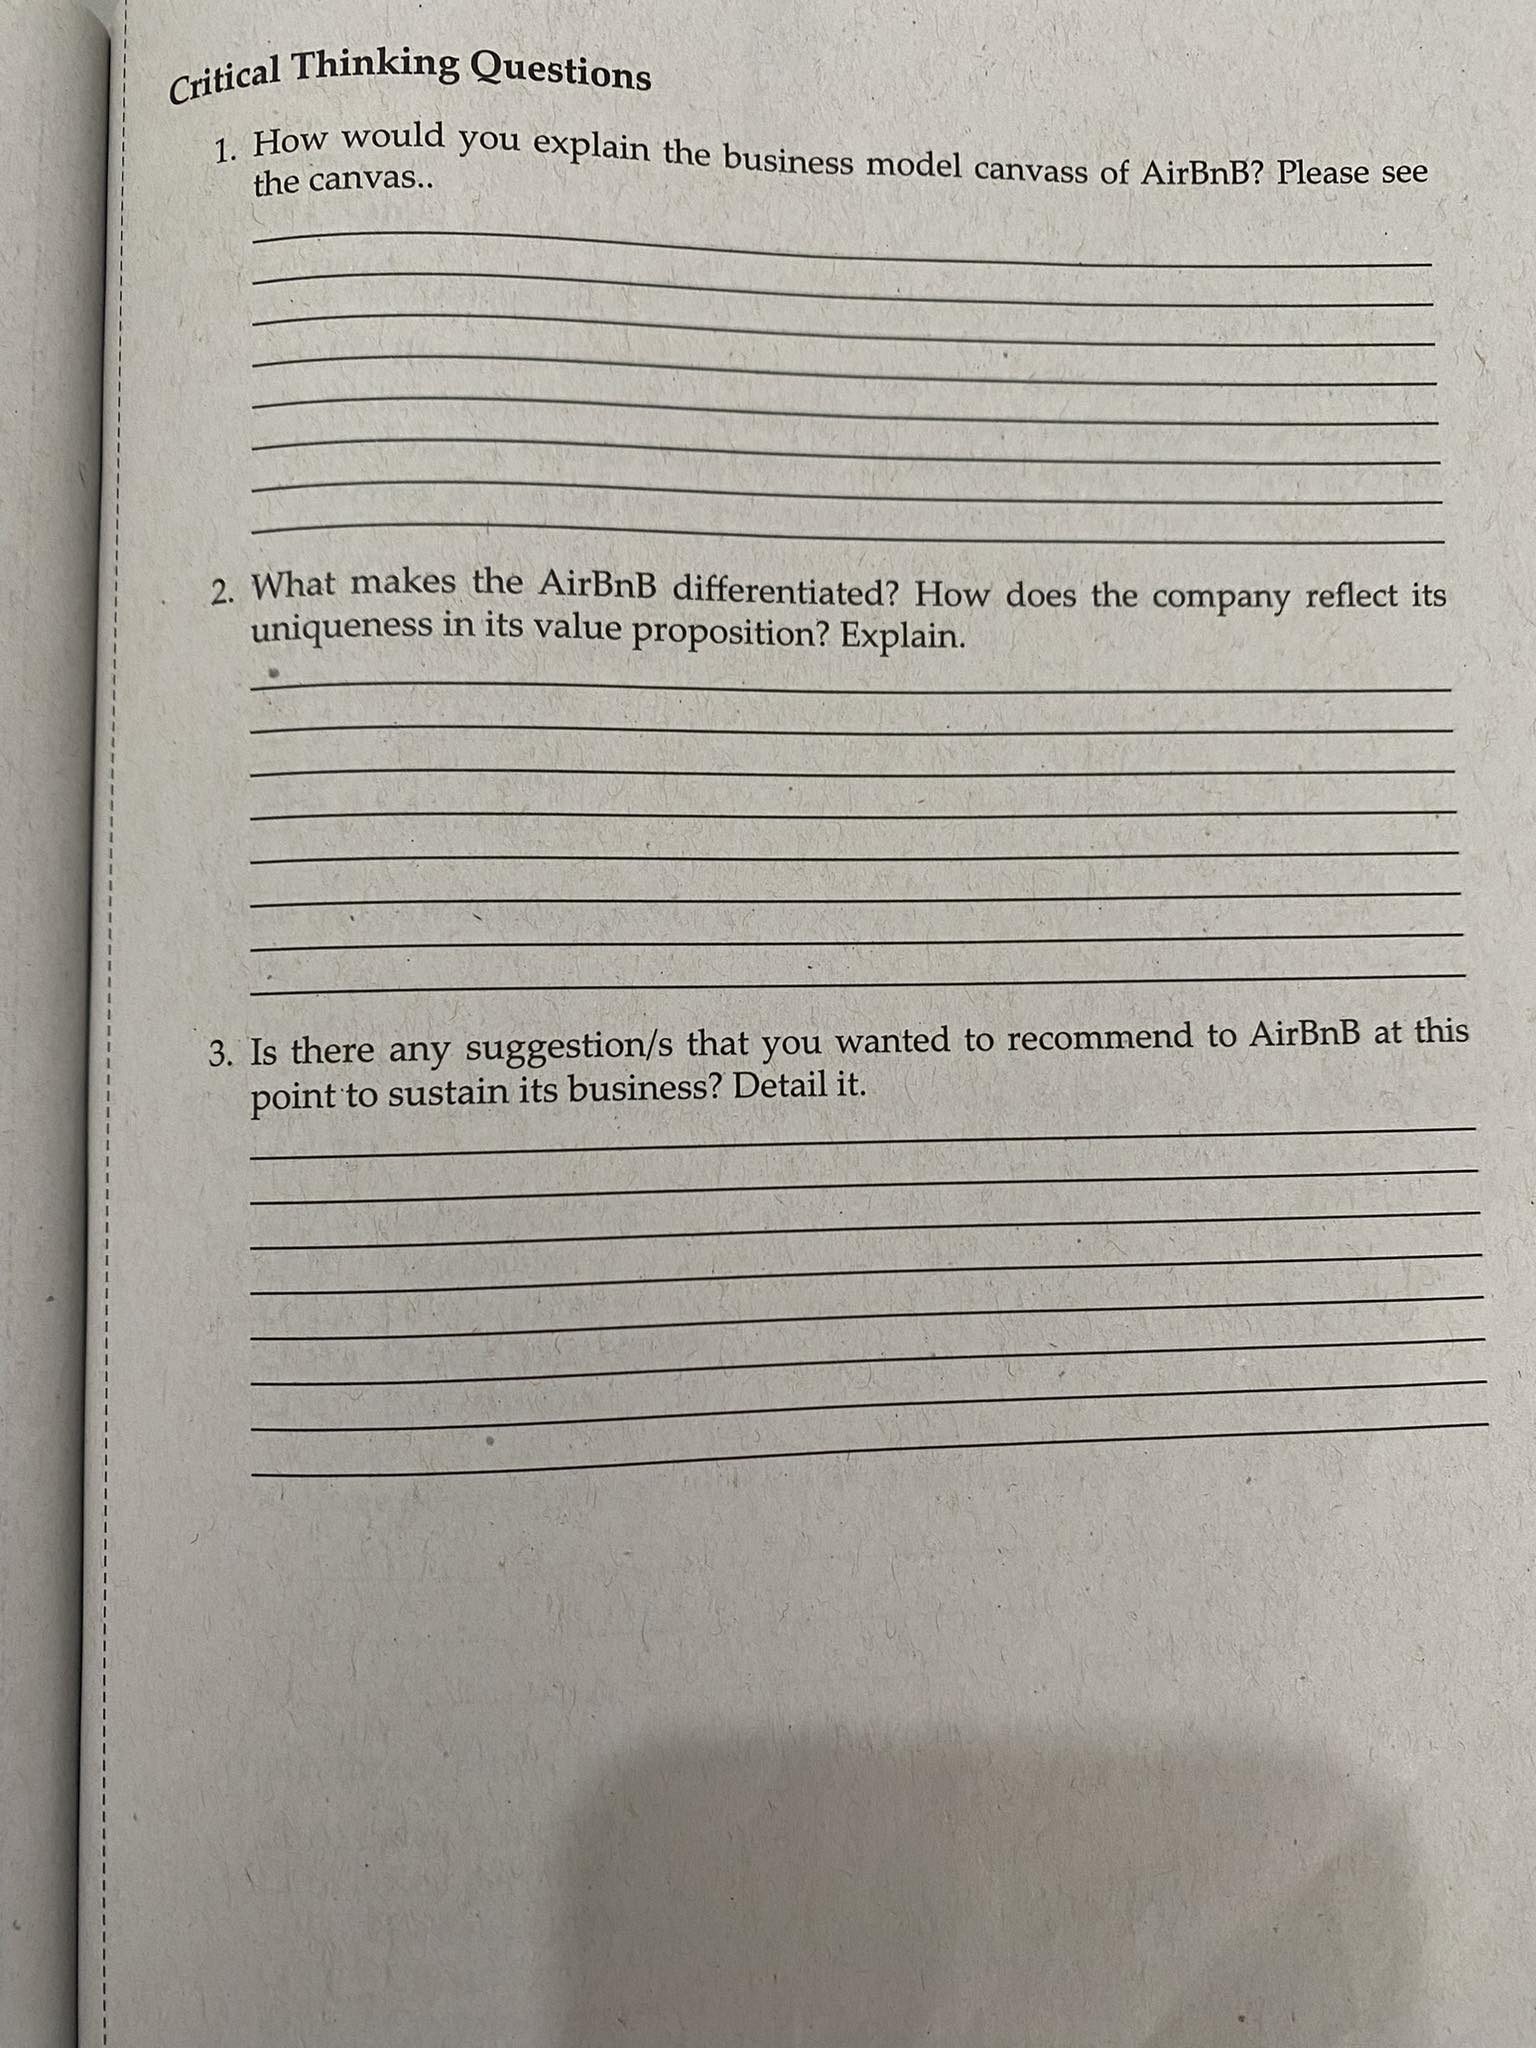 Critical Thinking Questions
1. How would you explain the business model canvass of AirBnB? Please see
the canvas..
2. What makes the AirBnB differentiated? How does the company reflect its
uniqueness in its value proposition? Explain.
3. Is there any suggestion/s that you wanted to recommend to AirBnB at this
point to sustain its business? Detail it.